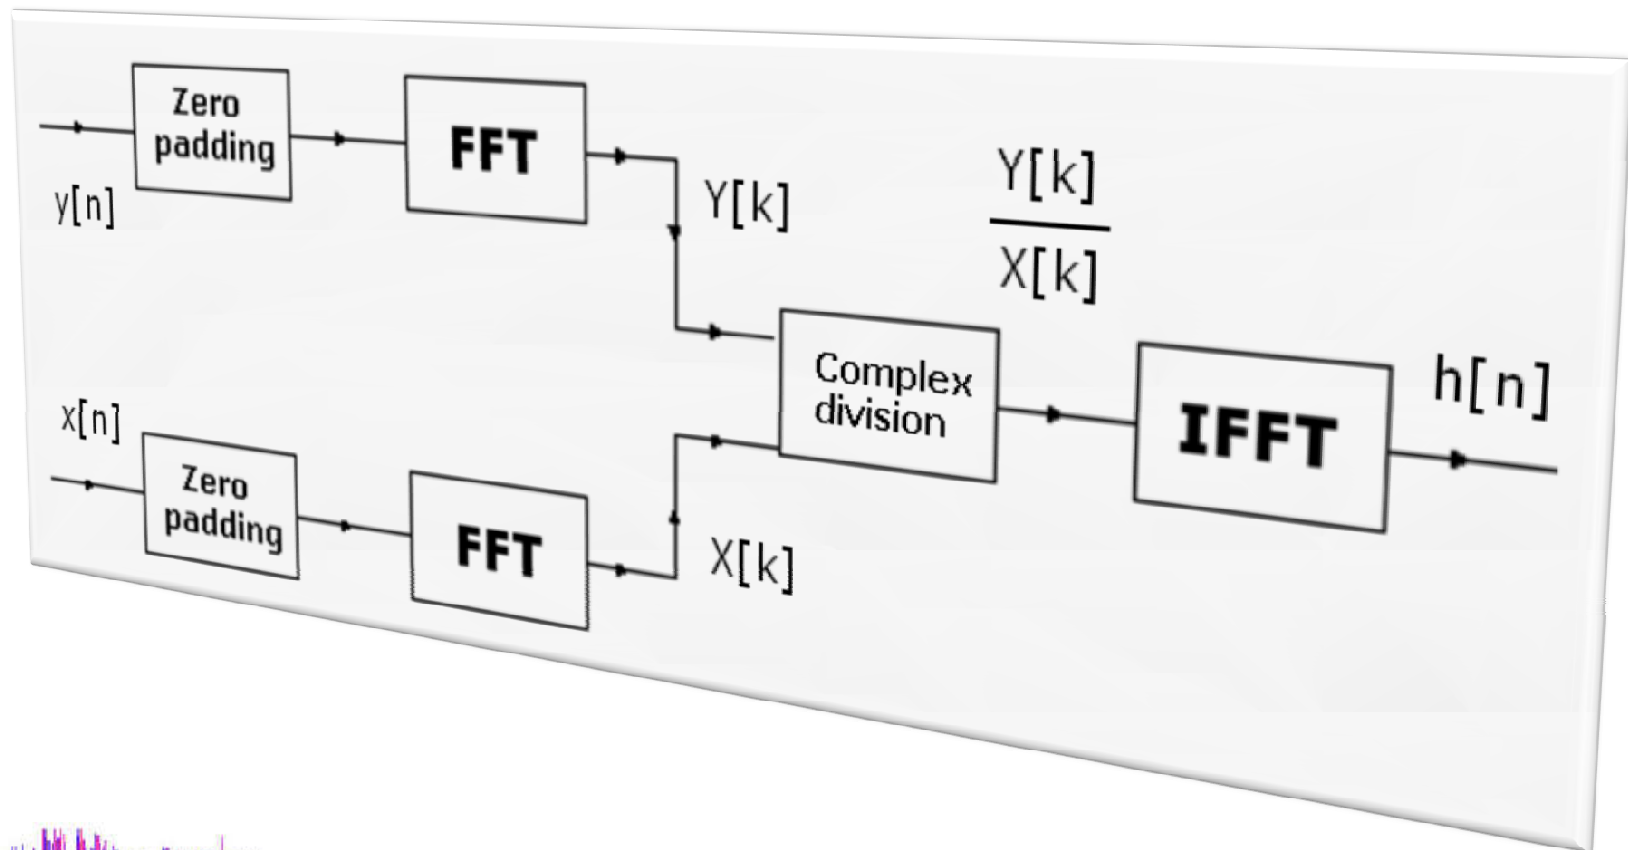 Zero
padding
FFT
y[n]
Y[k]
Y[k]
X[k]
Complex
division
IFFT
h[n]
x[n]
Zero
padding
FFT
X[k]